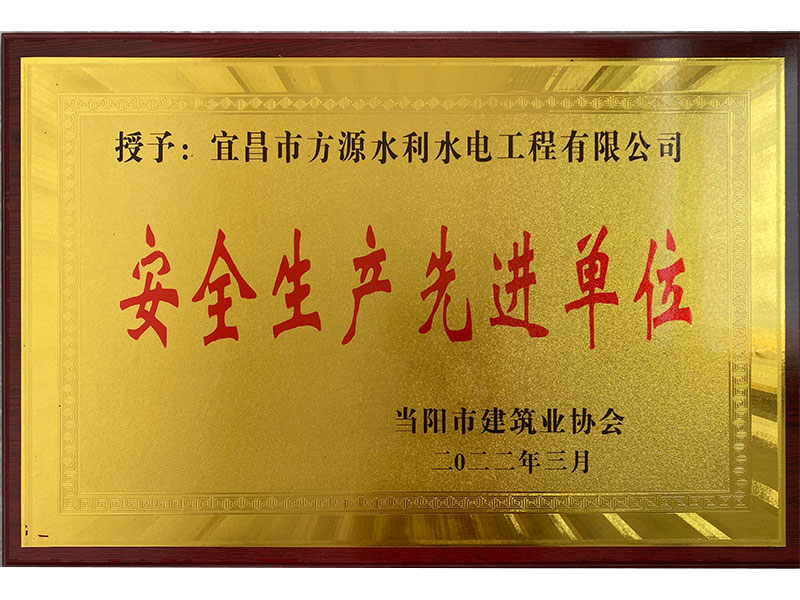 授予：宜昌市方源水利水电工程有限公司
安全生产先进单位
当阳市建筑业协会
二0二二年三月